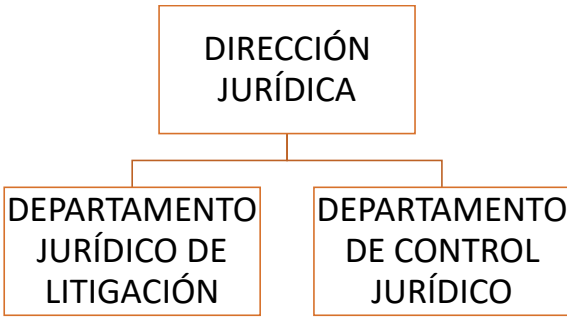 DIRECCIÓN
JURÍDICA
DEPARTAMENTO
JURÍDICO DE
LITIGACIÓN
DEPARTAMENTO
DE CONTROL
JURÍDICO